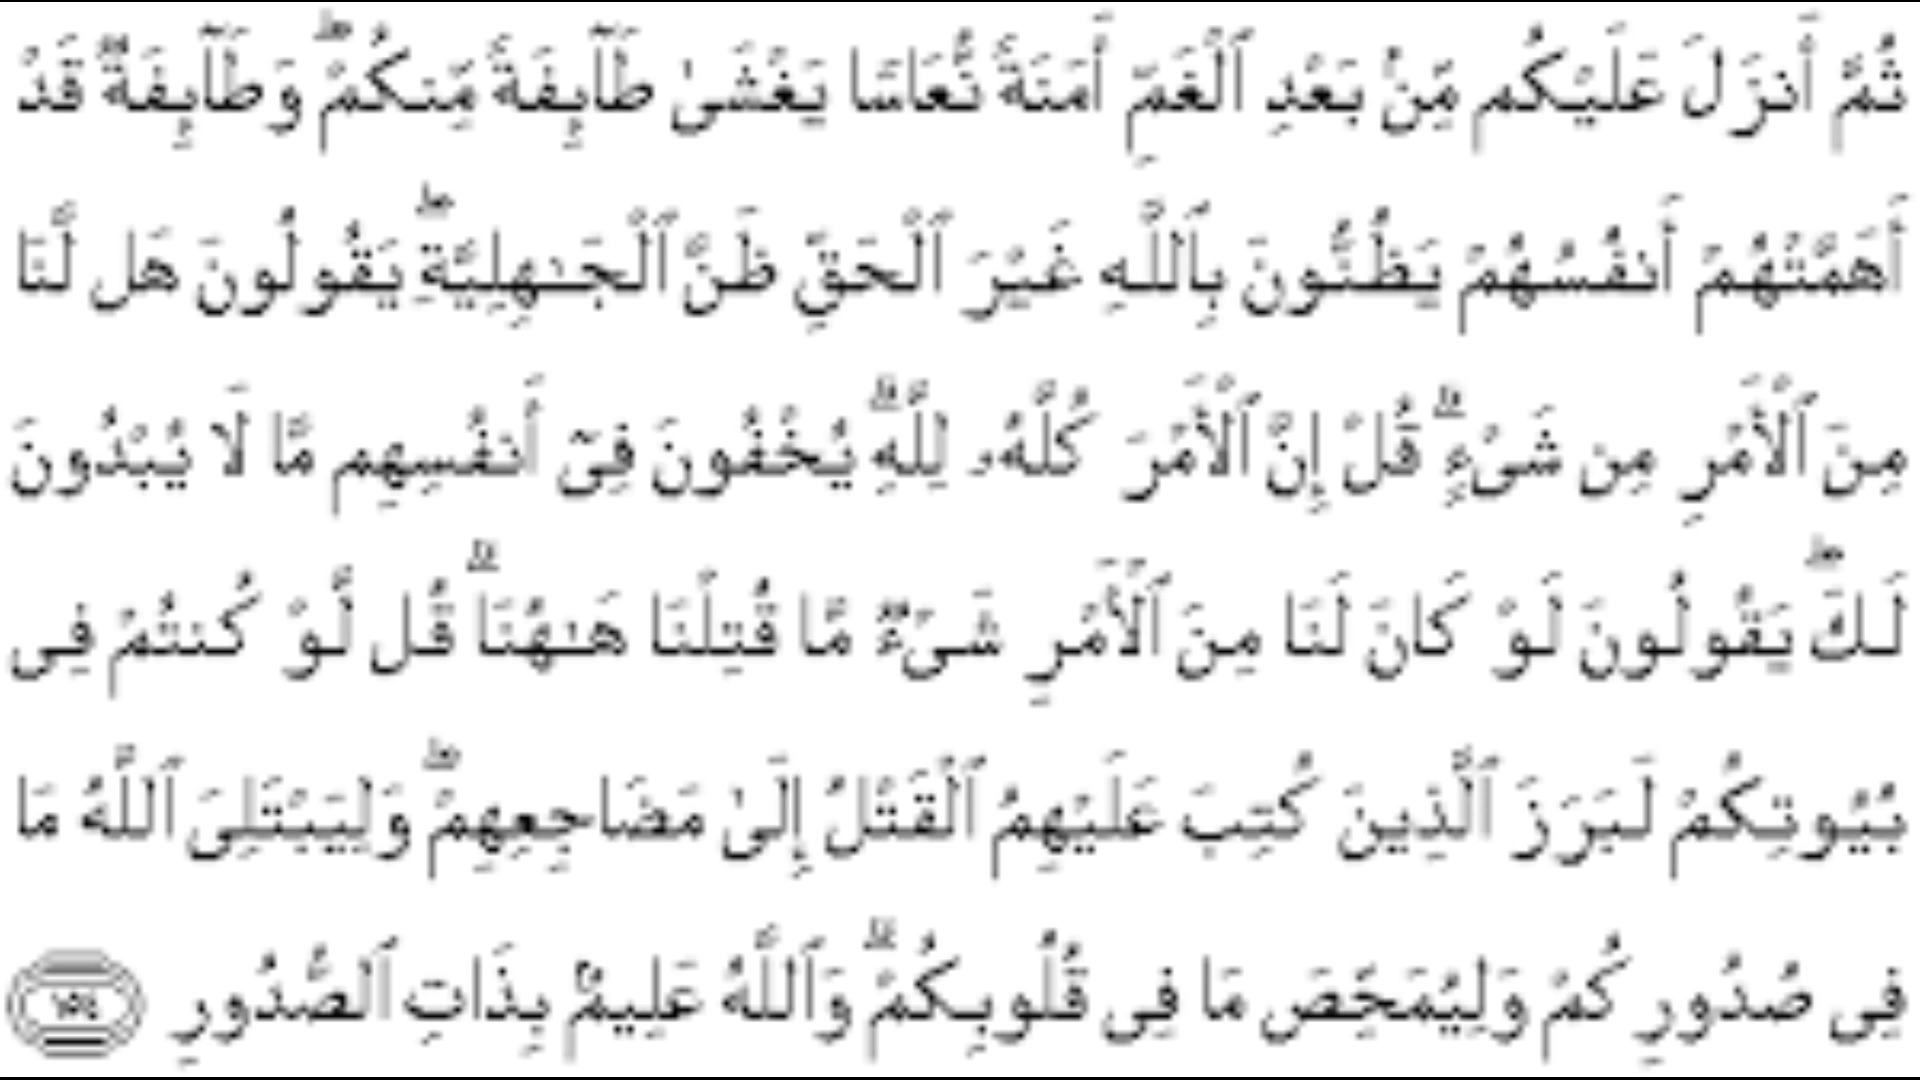 ثُمَّ أَنزَلَ عَلَيْكُم مِّنۢ بَعْدِ ٱلْغَمِّ أَمَنَةً نُّعَاسًا يَغْشَىٰ طَآئِفَةً مِّنكُمْ ۖ وَطَآئِفَةٌ قَدْ
أَهَمَّتْهُمْ أَنفُسُهُمْ يَظُنُّونَ بِٱللَّهِ غَيْرَ ٱلْحَقِّ ظَنَّ ٱلْجَـٰهِلِيَّةِ ۖ يَقُولُونَ هَل لَّنَا
مِنَ ٱلْأَمْرِ مِن شَىْءٍ ۗ قُلْ إِنَّ ٱلْأَمْرَ كُلَّهُۥ لِلَّهِ ۗ يُخْفُونَ فِىٓ أَنفُسِهِم مَّا لَا يُبْدُونَ
لَكَ ۖ يَقُولُونَ لَوْ كَانَ لَنَا مِنَ ٱلْأَمْرِ شَىْءٌ مَّا قُتِلْنَا هَـٰهُنَا ۗ قُل لَّوْ كُنتُمْ فِى
بُيُوتِكُمْ لَبَرَزَ ٱلَّذِينَ كُتِبَ عَلَيْهِمُ ٱلْقَتْلُ إِلَىٰ مَضَاجِعِهِمْ ۖ وَلِيَبْتَلِىَ ٱللَّهُ مَا
فِى صُدُورِكُمْ وَلِيُمَحِّصَ مَا فِى قُلُوبِكُمْ ۗ وَٱللَّهُ عَلِيمٌۢ بِذَاتِ ٱلصُّدُورِ ١٥٤